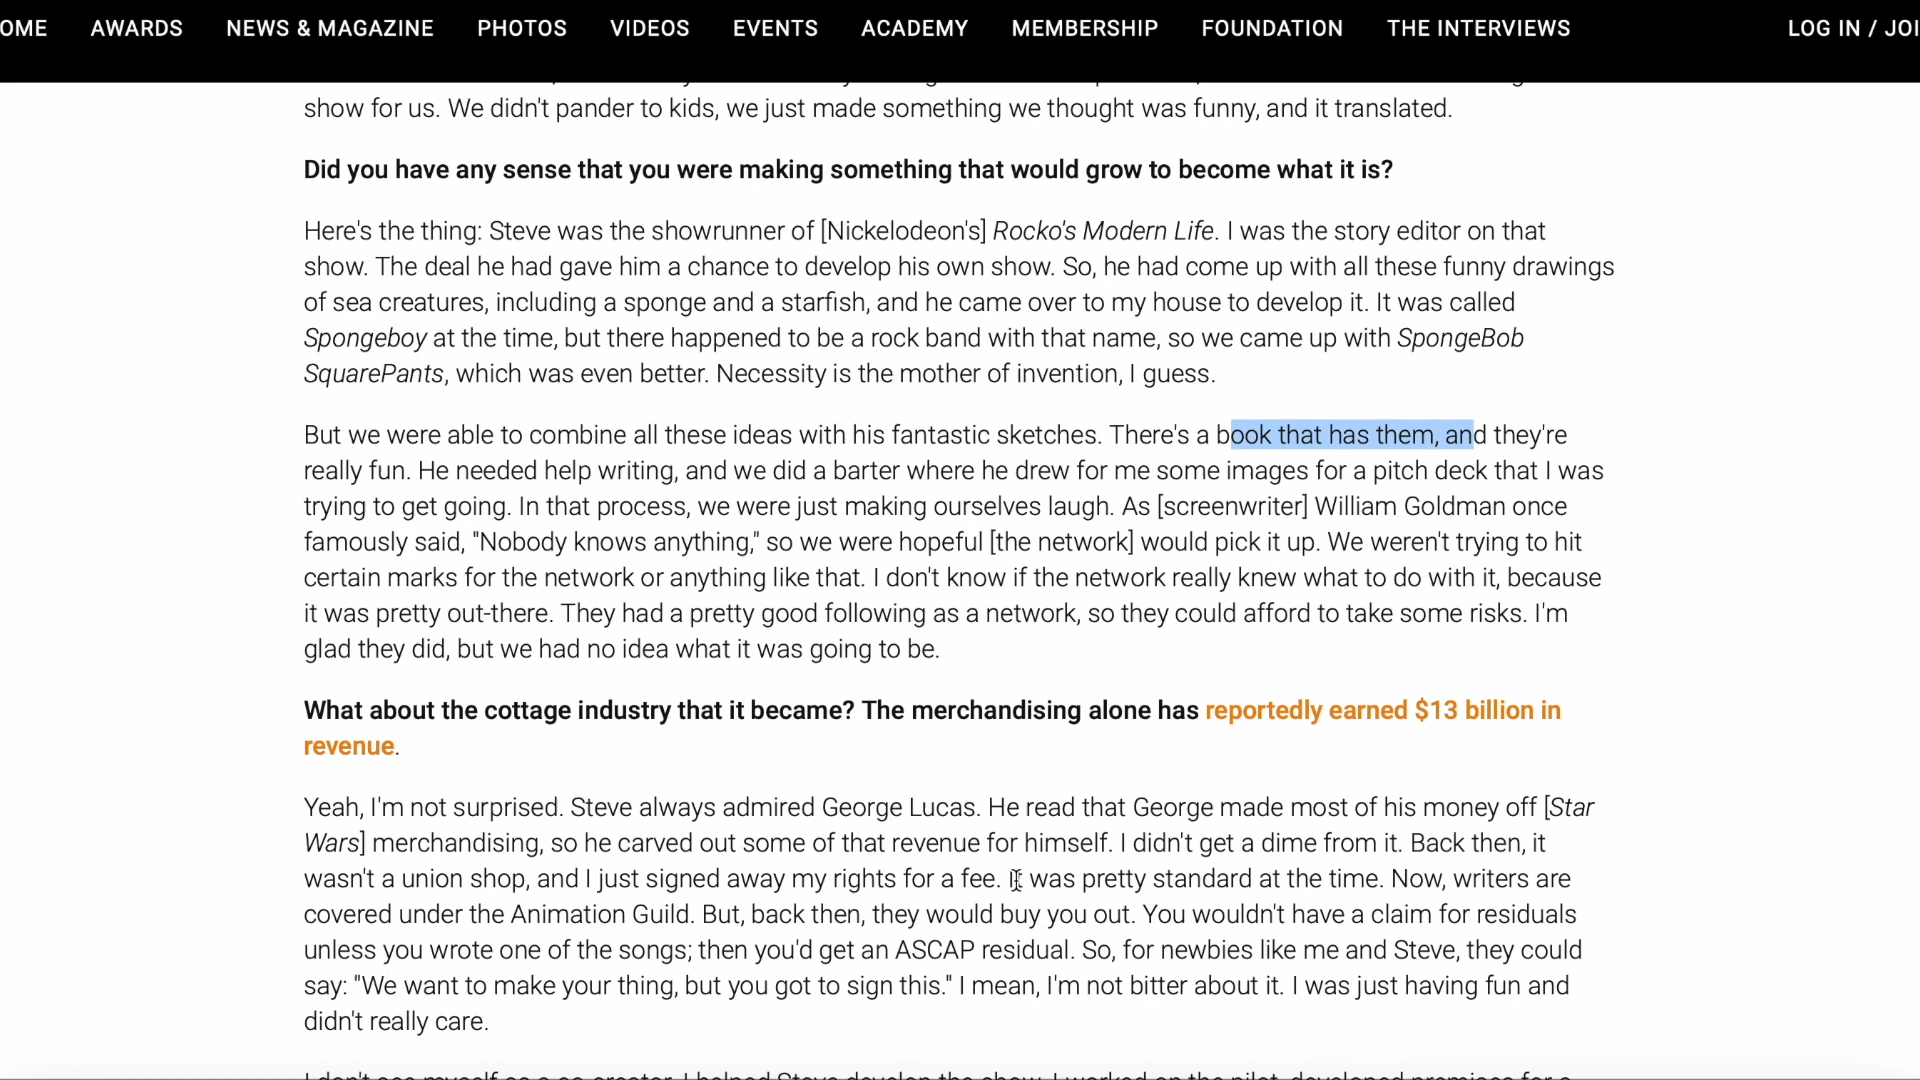 OME AWARDS NEWS & MAGAZINE PHOTOS VIDEOS EVENTS ACADEMY MEMBERSHIP FOUNDATION THE INTERVIEWS LOG IN / JOI
show for us. We didn't pander to kids, we just made something we thought was funny, and it translated.
Did you have any sense that you were making something that would grow to become what it is?
Here's the thing: Steve was the showrunner of [Nickelodeon's] Rocko's Modern Life. I was the story editor on that
show. The deal he had gave him a chance to develop his own show. So, he had come up with all these funny drawings
of sea creatures, including a sponge and a starfish, and he came over to my house to develop it. It was called
Spongeboy at the time, but there happened to be a rock band with that name, so we came up with SpongeBob
SquarePants, which was even better. Necessity is the mother of invention, I guess.
But we were able to combine all these ideas with his fantastic sketches. There's a book that has them, and they're
really fun. He needed help writing, and we did a barter where he drew for me some images for a pitch deck that I was
trying to get going. In that process, we were just making ourselves laugh. As [screenwriter] William Goldman once
famously said, "Nobody knows anything," so we were hopeful [the network] would pick it up. We weren't trying to hit
certain marks for the network or anything like that. I don't know if the network really knew what to do with it, because
it was pretty out-there. They had a pretty good following as a network, so they could afford to take some risks. I'm
glad they did, but we had no idea what it was going to be.
What about the cottage industry that it became? The merchandising alone has reportedly earned $13 billion in
revenue.
Yeah, I'm not surprised. Steve always admired George Lucas. He read that George made most of his money off [Star
Wars] merchandising, so he carved out some of that revenue for himself. I didn't get a dime from it. Back then, it
wasn't a union shop, and I just signed away my rights for a fee. It was pretty standard at the time. Now, writers are
covered under the Animation Guild. But, back then, they would buy you out. You wouldn't have a claim for residuals
unless you wrote one of the songs; then you'd get an ASCAP residual. So, for newbies like me and Steve, they could
say: "We want to make your thing, but you got to sign this." I mean, I'm not bitter about it. I was just having fun and
didn't really care.
I don't see myself as a co-creator. I helped Steve develop the show. I worked on the pilot, developed premises for a